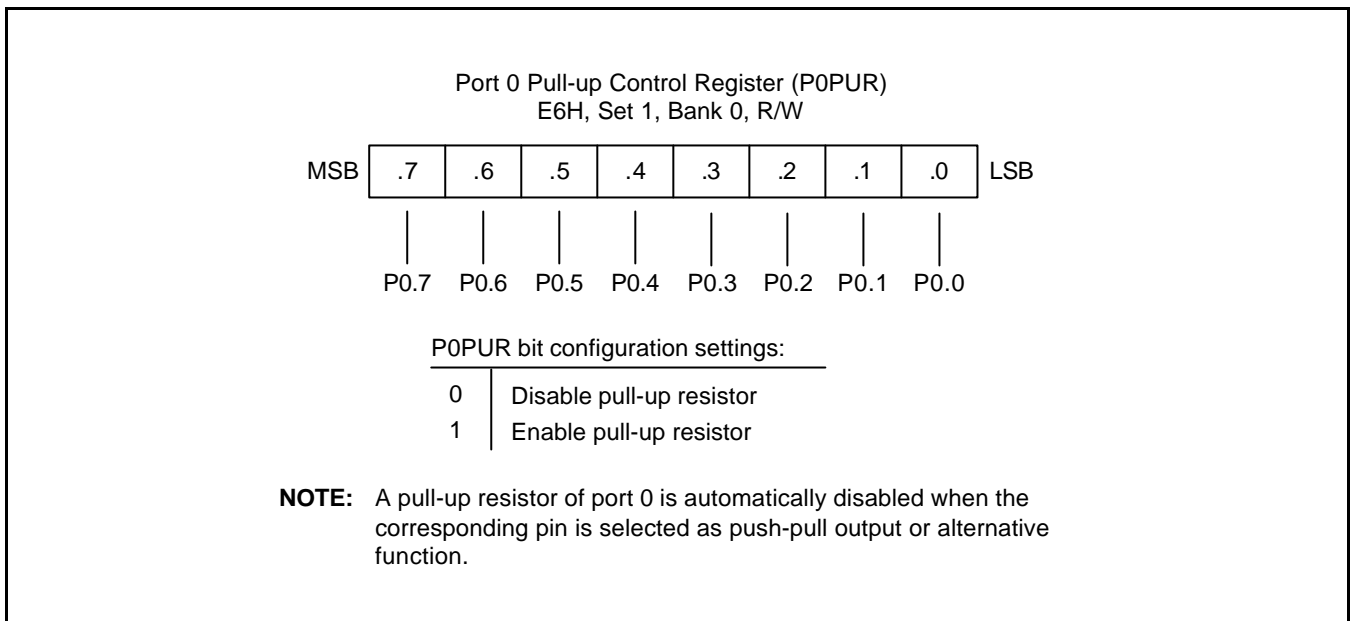 Port 0 Pull-up Control Register (P0PUR)
E6H, Set 1, Bank 0, R/W
MSB .7 .6 .5 .4 .3 .2 .1 .0 LSB
P0.7 P0.6 P0.5 P0.4 P0.3 P0.2 P0.1 P0.0
P0PUR bit configuration settings:
0 Disable pull-up resistor
1 Enable pull-up resistor
NOTE: A pull-up resistor of port 0 is automatically disabled when the
corresponding pin is selected as push-pull output or alternative
function.